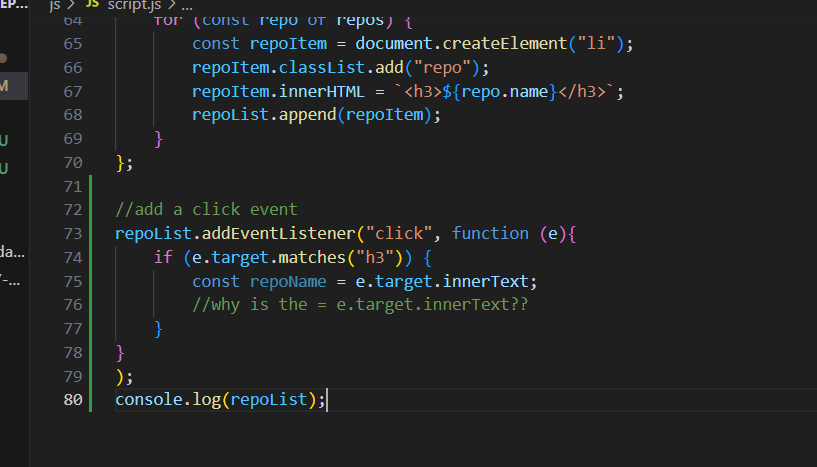 EP...
js > JS script.js > ...
M
U
U
da...
-...
64 for (const repo of repos) {
65 const repoItem = document.createElement("li");
66 repoItem.classList.add("repo");
67 repoItem.innerHTML = `<h3>${repo.name}</h3>`;
68 repoList.append(repoItem);
69 }
70 };
71
72 //add a click event
73 repoList.addEventListener("click", function (e){
74 if (e.target.matches("h3")) {
75 const repoName = e.target.innerText;
76 //why is the = e.target.innerText??
77 }
78 }
79 );
80 console.log(repoList);